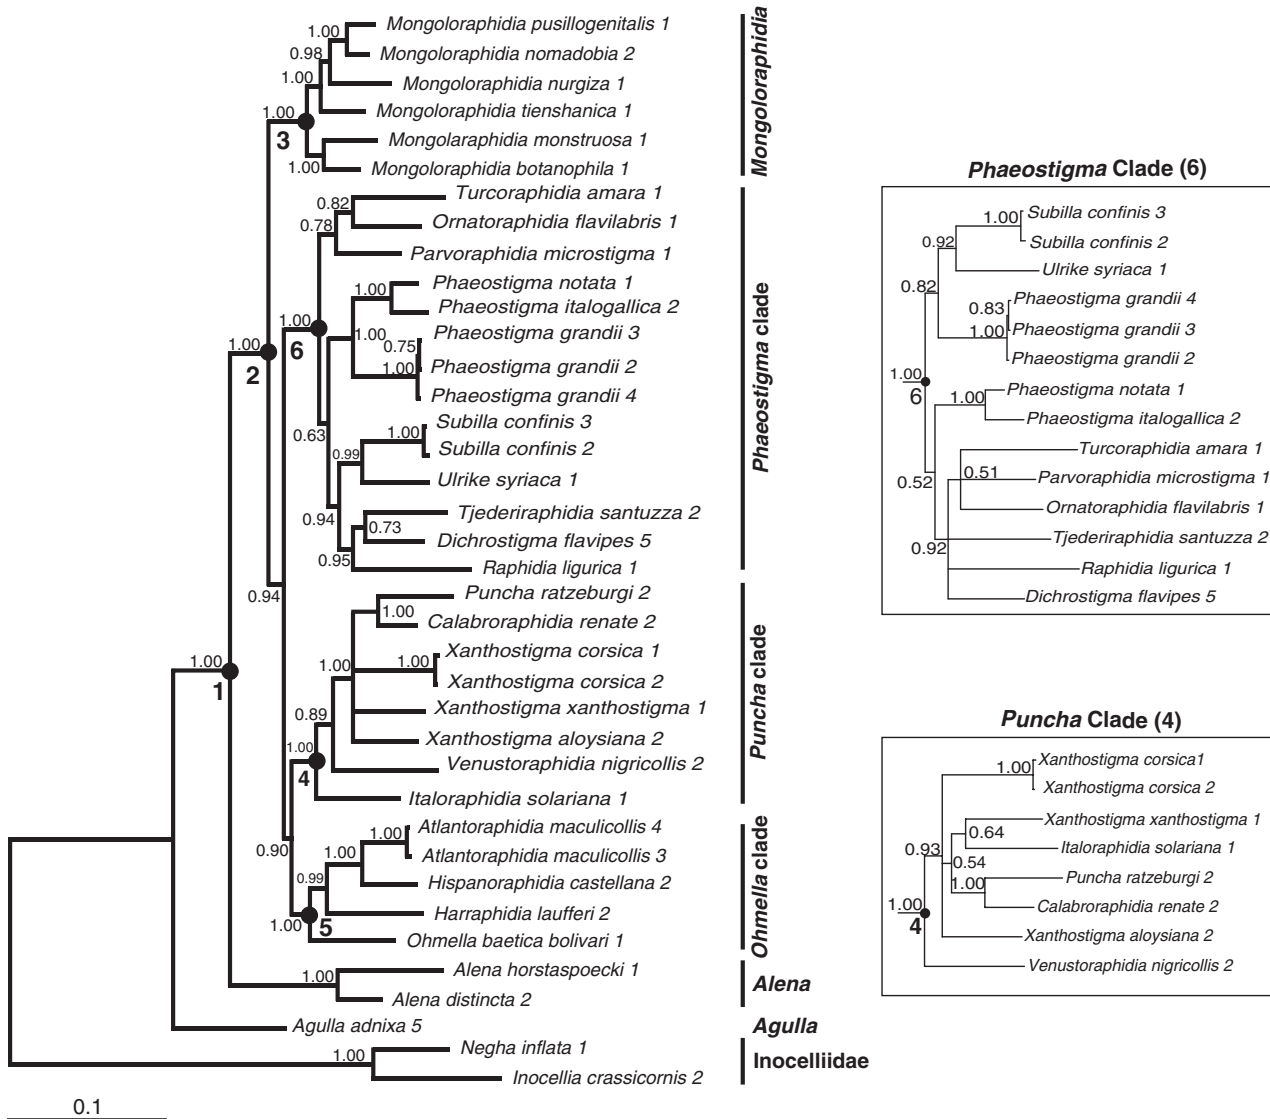 1.00
Mongoloraphidia pusillogenitalis 1
0.98
Mongoloraphidia nomadobia 2
1.00
Mongoloraphidia nurgiza 1
1.00
Mongoloraphidia tienshanica 1
3
Mongolaraphidia monstruosa 1
1.00
Mongoloraphidia botanophila 1
Mongoloraphidia
0.82
Turcoraphidia amara 1
0.78
Ornatoraphidia flavilabris 1
Parvoraphidia microstigma 1
1.00
Phaeostigma notata 1
Phaeostigma italogallica 2
1.00
6
1.00
Phaeostigma grandii 3
0.75
1.00
Phaeostigma grandii 2
Phaeostigma grandii 4
1.00
2
0.63
1.00
Subilla confinis 3
Subilla confinis 2
0.99
Ulrike syriaca 1
0.94
Tjederiraphidia santuzza 2
0.73
Dichrostigma flavipes 5
0.95
Raphidia ligurica 1
Phaeostigma clade
0.94
Puncha ratzeburgi 2
1.00
Calabroraphidia renate 2
1.00
1.00
Xanthostigma corsica 1
Xanthostigma corsica 2
1.00
1
0.89
Xanthostigma xanthostigma 1
Xanthostigma aloysiana 2
1.00
4
Venustoraphidia nigricollis 2
Italoraphidia solariana 1
Puncha clade
0.90
1.00
Atlantoraphidia maculicollis 4
1.00
Atlantoraphidia maculicollis 3
0.99
Hispanoraphidia castellana 2
1.00
5
Harraphidia laufferi 2
Ohmella baetica bolivari 1
Ohmella clade
1.00
Alena horstaspoecki 1
Alena distincta 2
Alena
Agulla adnixa 5
Agulla
1.00
Negha inflata 1
Inocellia crassicornis 2
Inocelliidae
0.1
Phaeostigma Clade (6)
1.00
Subilla confinis 3
0.92
Subilla confinis 2
Ulrike syriaca 1
0.82
0.83
Phaeostigma grandii 4
1.00
Phaeostigma grandii 3
Phaeostigma grandii 2
1.00
6
1.00
Phaeostigma notata 1
Phaeostigma italogallica 2
Turcoraphidia amara 1
0.52
0.51
Parvoraphidia microstigma 1
Ornatoraphidia flavilabris 1
0.92
Tjederiraphidia santuzza 2
Raphidia ligurica 1
Dichrostigma flavipes 5
Puncha Clade (4)
1.00
Xanthostigma corsica1
Xanthostigma corsica 2
Xanthostigma xanthostigma 1
0.64
Italoraphidia solariana 1
0.93
0.54
1.00
Puncha ratzeburgi 2
Calabroraphidia renate 2
1.00
4
Xanthostigma aloysiana 2
Venustoraphidia nigricollis 2